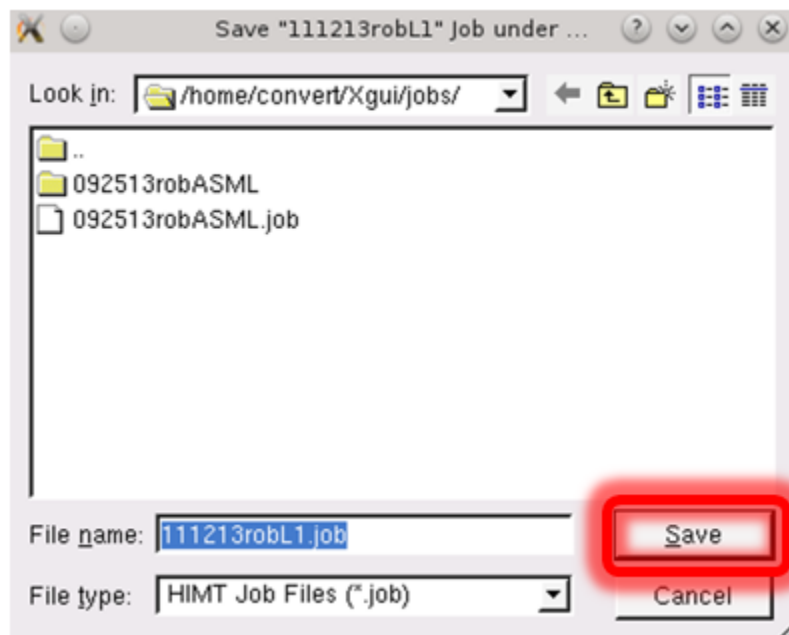 Save "111213robL1" Job under ...
Look in: /home/convert/Xgui/jobs/
..
092513robASML
092513robASML.job
File name: 111213robL1.job Save
File type: HIMT Job Files (*.job) Cancel